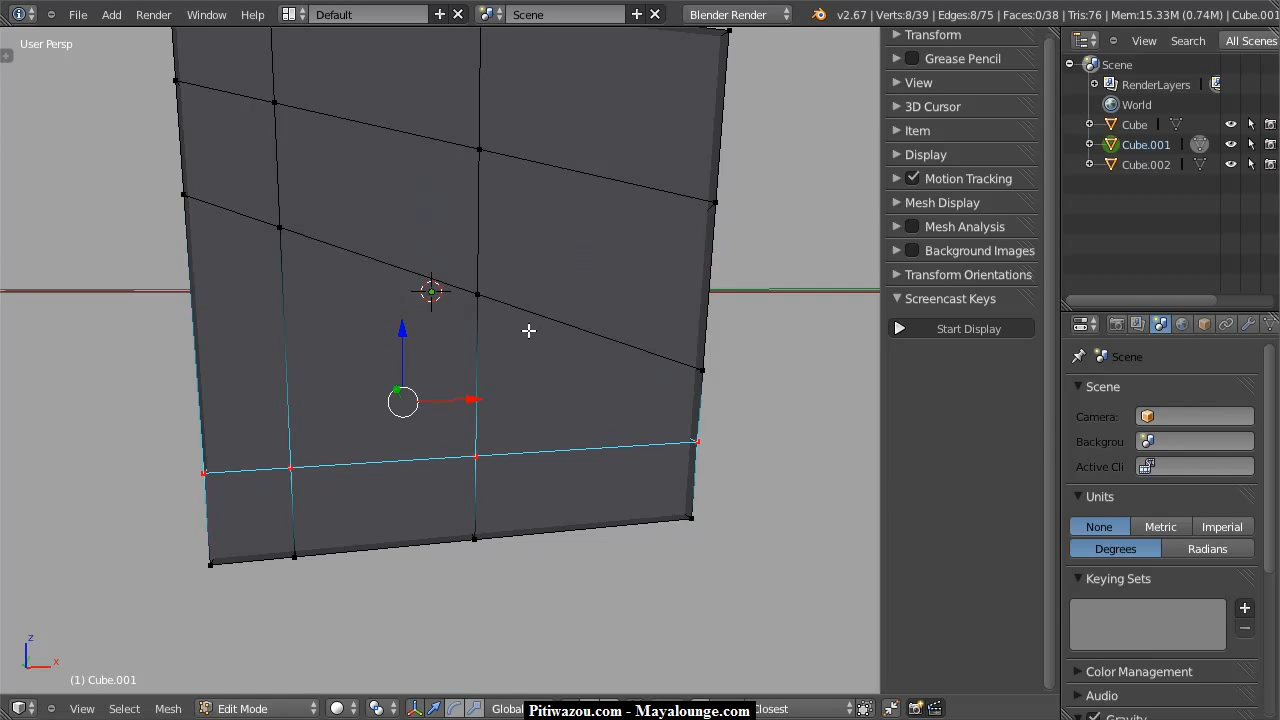 File Add Render Window Help Default Scene Blender Render v2.67 | Verts:8/39 | Edges:8/75 | Faces:0/38 | Tris:76 | Mem:15.33M (0.74M) | Cube.001
User Persp
Transform
Grease Pencil
View
3D Cursor
Item
Display
Motion Tracking
Mesh Display
Mesh Analysis
Background Images
Transform Orientations
Screencast Keys
Start Display
View Search All Scenes
Scene
RenderLayers
World
Cube
Cube.001
Cube.002
Scene
Scene
Camera:
Backgrou
Active Cli
Units
None Metric Imperial
Degrees Radians
Keying Sets
Color Management
Audio
Gravity
z
x
(1) Cube.001
View Select Mesh Edit Mode Global Closest
Pitiwazou.com - Mayalounge.com